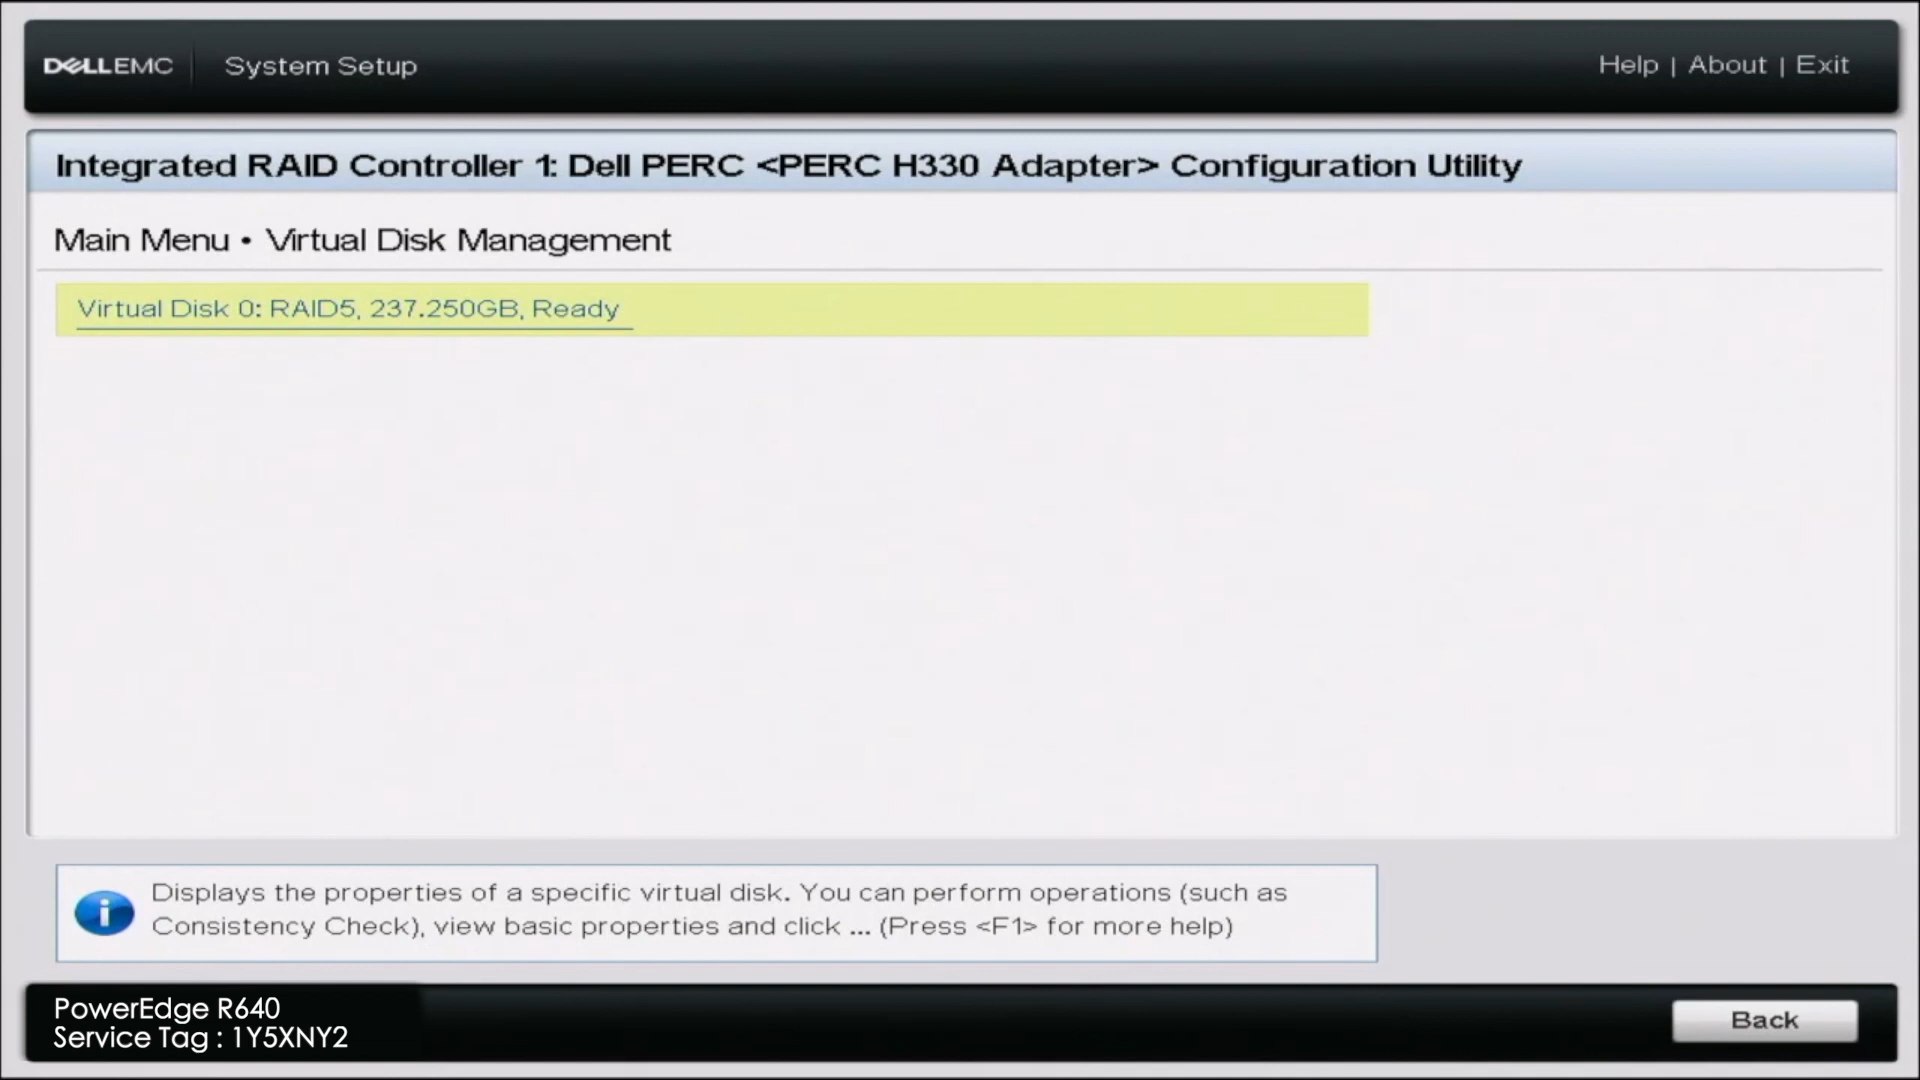 DELLEMC System Setup Help | About | Exit
Integrated RAID Controller 1: Dell PERC <PERC H330 Adapter> Configuration Utility
Main Menu • Virtual Disk Management
Virtual Disk 0: RAID5, 237.250GB, Ready
Displays the properties of a specific virtual disk. You can perform operations (such as
Consistency Check), view basic properties and click ... (Press <F1> for more help)
PowerEdge R640
Service Tag : 1Y5XNY2
Back